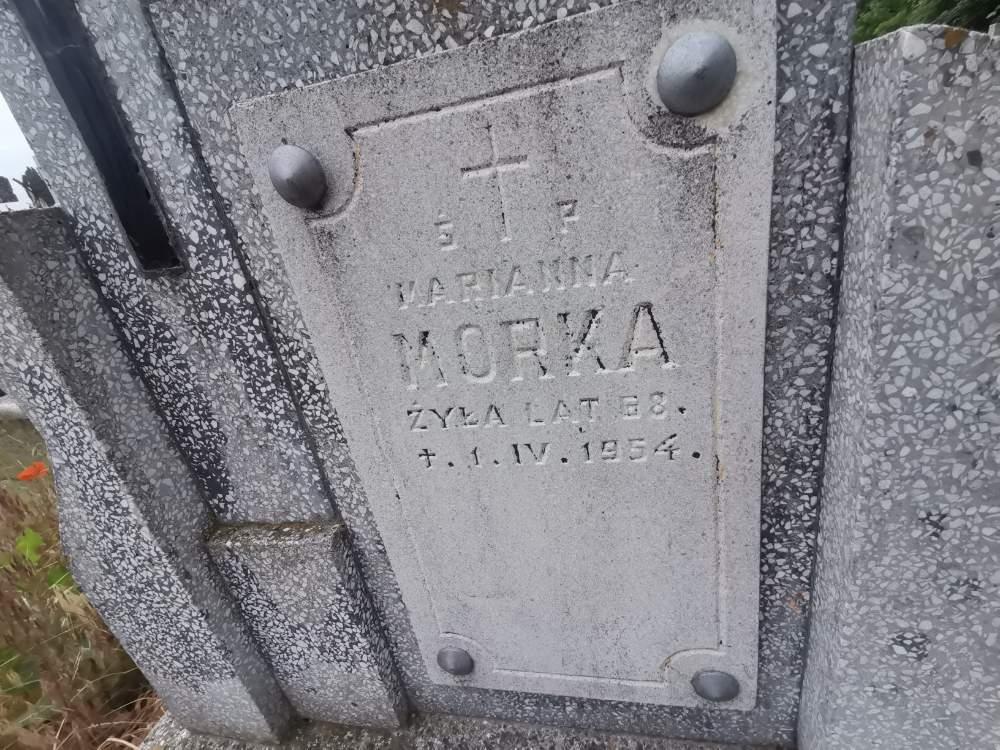 Ś P
MARIANNA
MORKA
ŻYŁA LAT 58.
†. 1. IV. 1954.